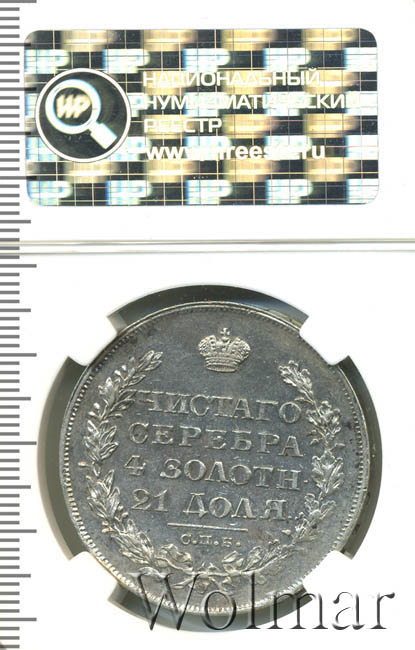 НАЦИОНАЛЬНЫЙ
НУМИЗМАТИЧЕСКИЙ
РЕЕСТР
ЧИСТАГО
СЕРЕБРА
4 ЗОЛОТН.
21 ДОЛЯ.
С.П.Б.
Wolmar